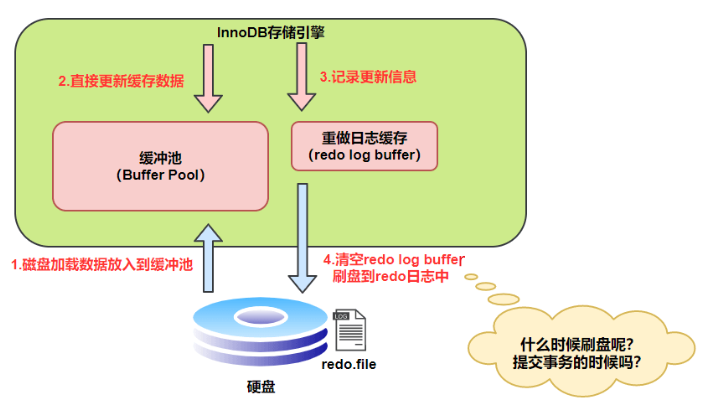 InnoDB存储引擎
2.直接更新缓存数据
3.记录更新信息
缓冲池
（Buffer Pool）
重做日志缓存
（redo log buffer）
1.磁盘加载数据放入到缓冲池
4.清空redo log buffer
刷盘到redo日志中
LOG
redo.file
硬盘
什么时候刷盘呢？
提交事务的时候吗？